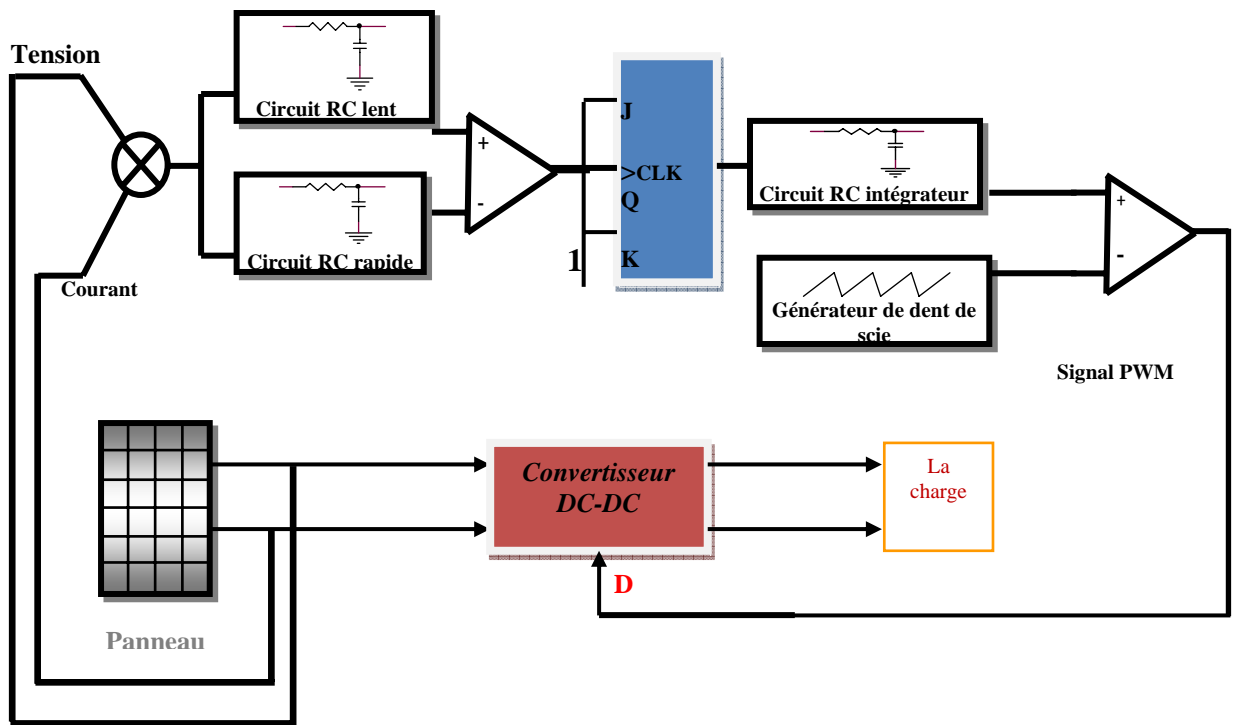 Tension
Circuit RC lent
+
-
Circuit RC rapide
Courant
J
>CLK
Q
K
1
Circuit RC intégrateur
Générateur de dent de
scie
+
-
Signal PWM
Panneau
Convertisseur
DC-DC
D
La
charge